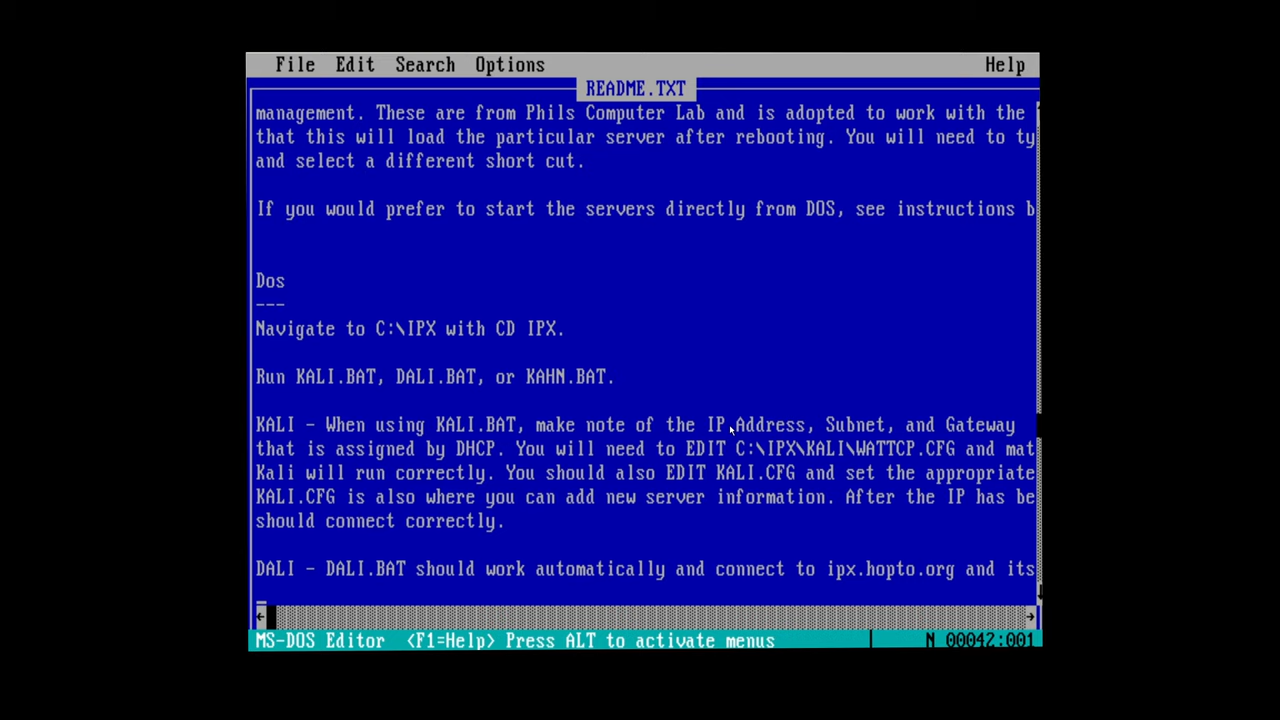 File Edit Search Options Help
README.TXT
management. These are from Phils Computer Lab and is adopted to work with the
that this will load the particular server after rebooting. You will need to ty
and select a different short cut.
If you would prefer to start the servers directly from DOS, see instructions b
Dos
---
Navigate to C:\IPX with CD IPX.
Run KALI.BAT, DALI.BAT, or KAHN.BAT.
KALI - When using KALI.BAT, make note of the IP Address, Subnet, and Gateway
that is assigned by DHCP. You will need to EDIT C:\IPX\KALI\WATTCP.CFG and mat
Kali will run correctly. You should also EDIT KALI.CFG and set the appropriate
KALI.CFG is also where you can add new server information. After the IP has be
should connect correctly.
DALI - DALI.BAT should work automatically and connect to ipx.hopto.org and its
MS-DOS Editor <F1=Help> Press ALT to activate menus N 00042:001